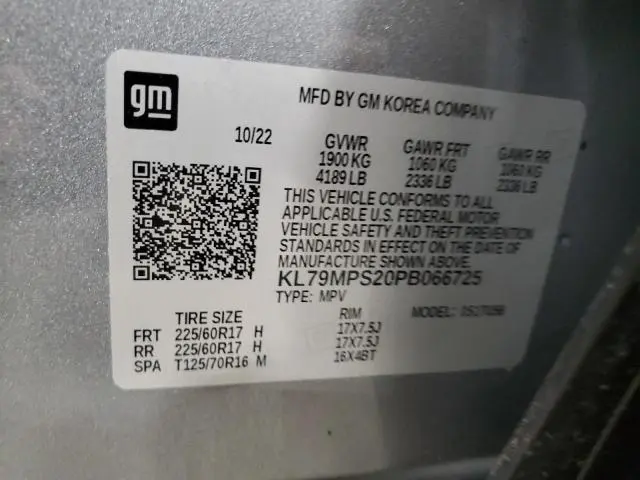 gm
MFD BY GM KOREA COMPANY
10/22 GVWR GAWR FRT GAWR RR
1900 KG 1060 KG 1060 KG
4189 LB 2336 LB 2336 LB
THIS VEHICLE CONFORMS TO ALL
APPLICABLE U.S. FEDERAL MOTOR
VEHICLE SAFETY AND THEFT PREVENTION
STANDARDS IN EFFECT ON THE DATE OF
MANUFACTURE SHOWN ABOVE.
KL79MPS20PB066725
TYPE: MPV MODEL:
TIRE SIZE RIM
FRT 225/60R17 H 17X7.5J
RR 225/60R17 H 17X7.5J
SPA T125/70R16 M 16X4BT